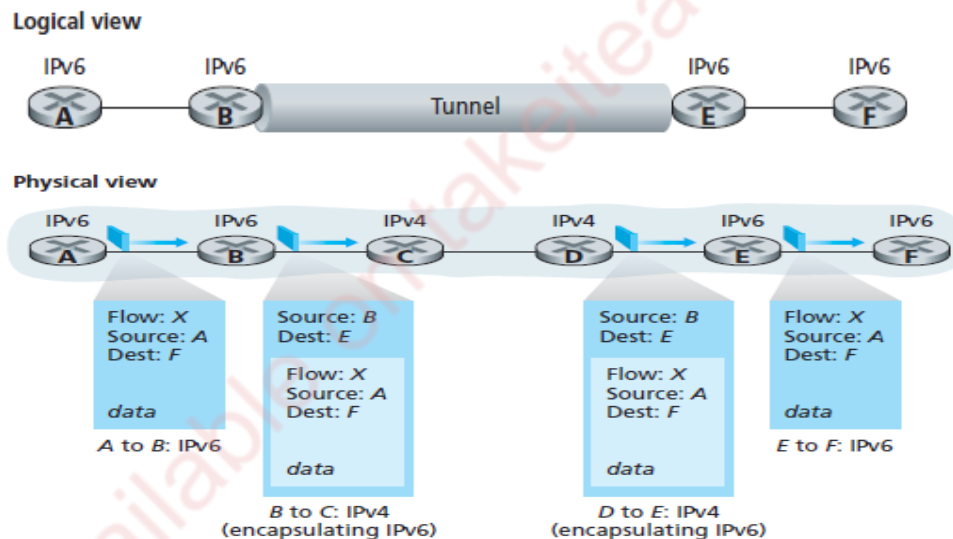 Logical view
IPv6 IPv6 IPv6 IPv6
A B Tunnel E F
Physical view
IPv6 IPv6 IPv4 IPv4 IPv6 IPv6
A B C D E F
Flow: X
Source: A
Dest: F
data
A to B: IPv6
Source: B
Dest: E
Flow: X
Source: A
Dest: F
data
B to C: IPv4
(encapsulating IPv6)
Source: B
Dest: E
Flow: X
Source: A
Dest: F
data
D to E: IPv4
(encapsulating IPv6)
Flow: X
Source: A
Dest: F
data
E to F: IPv6